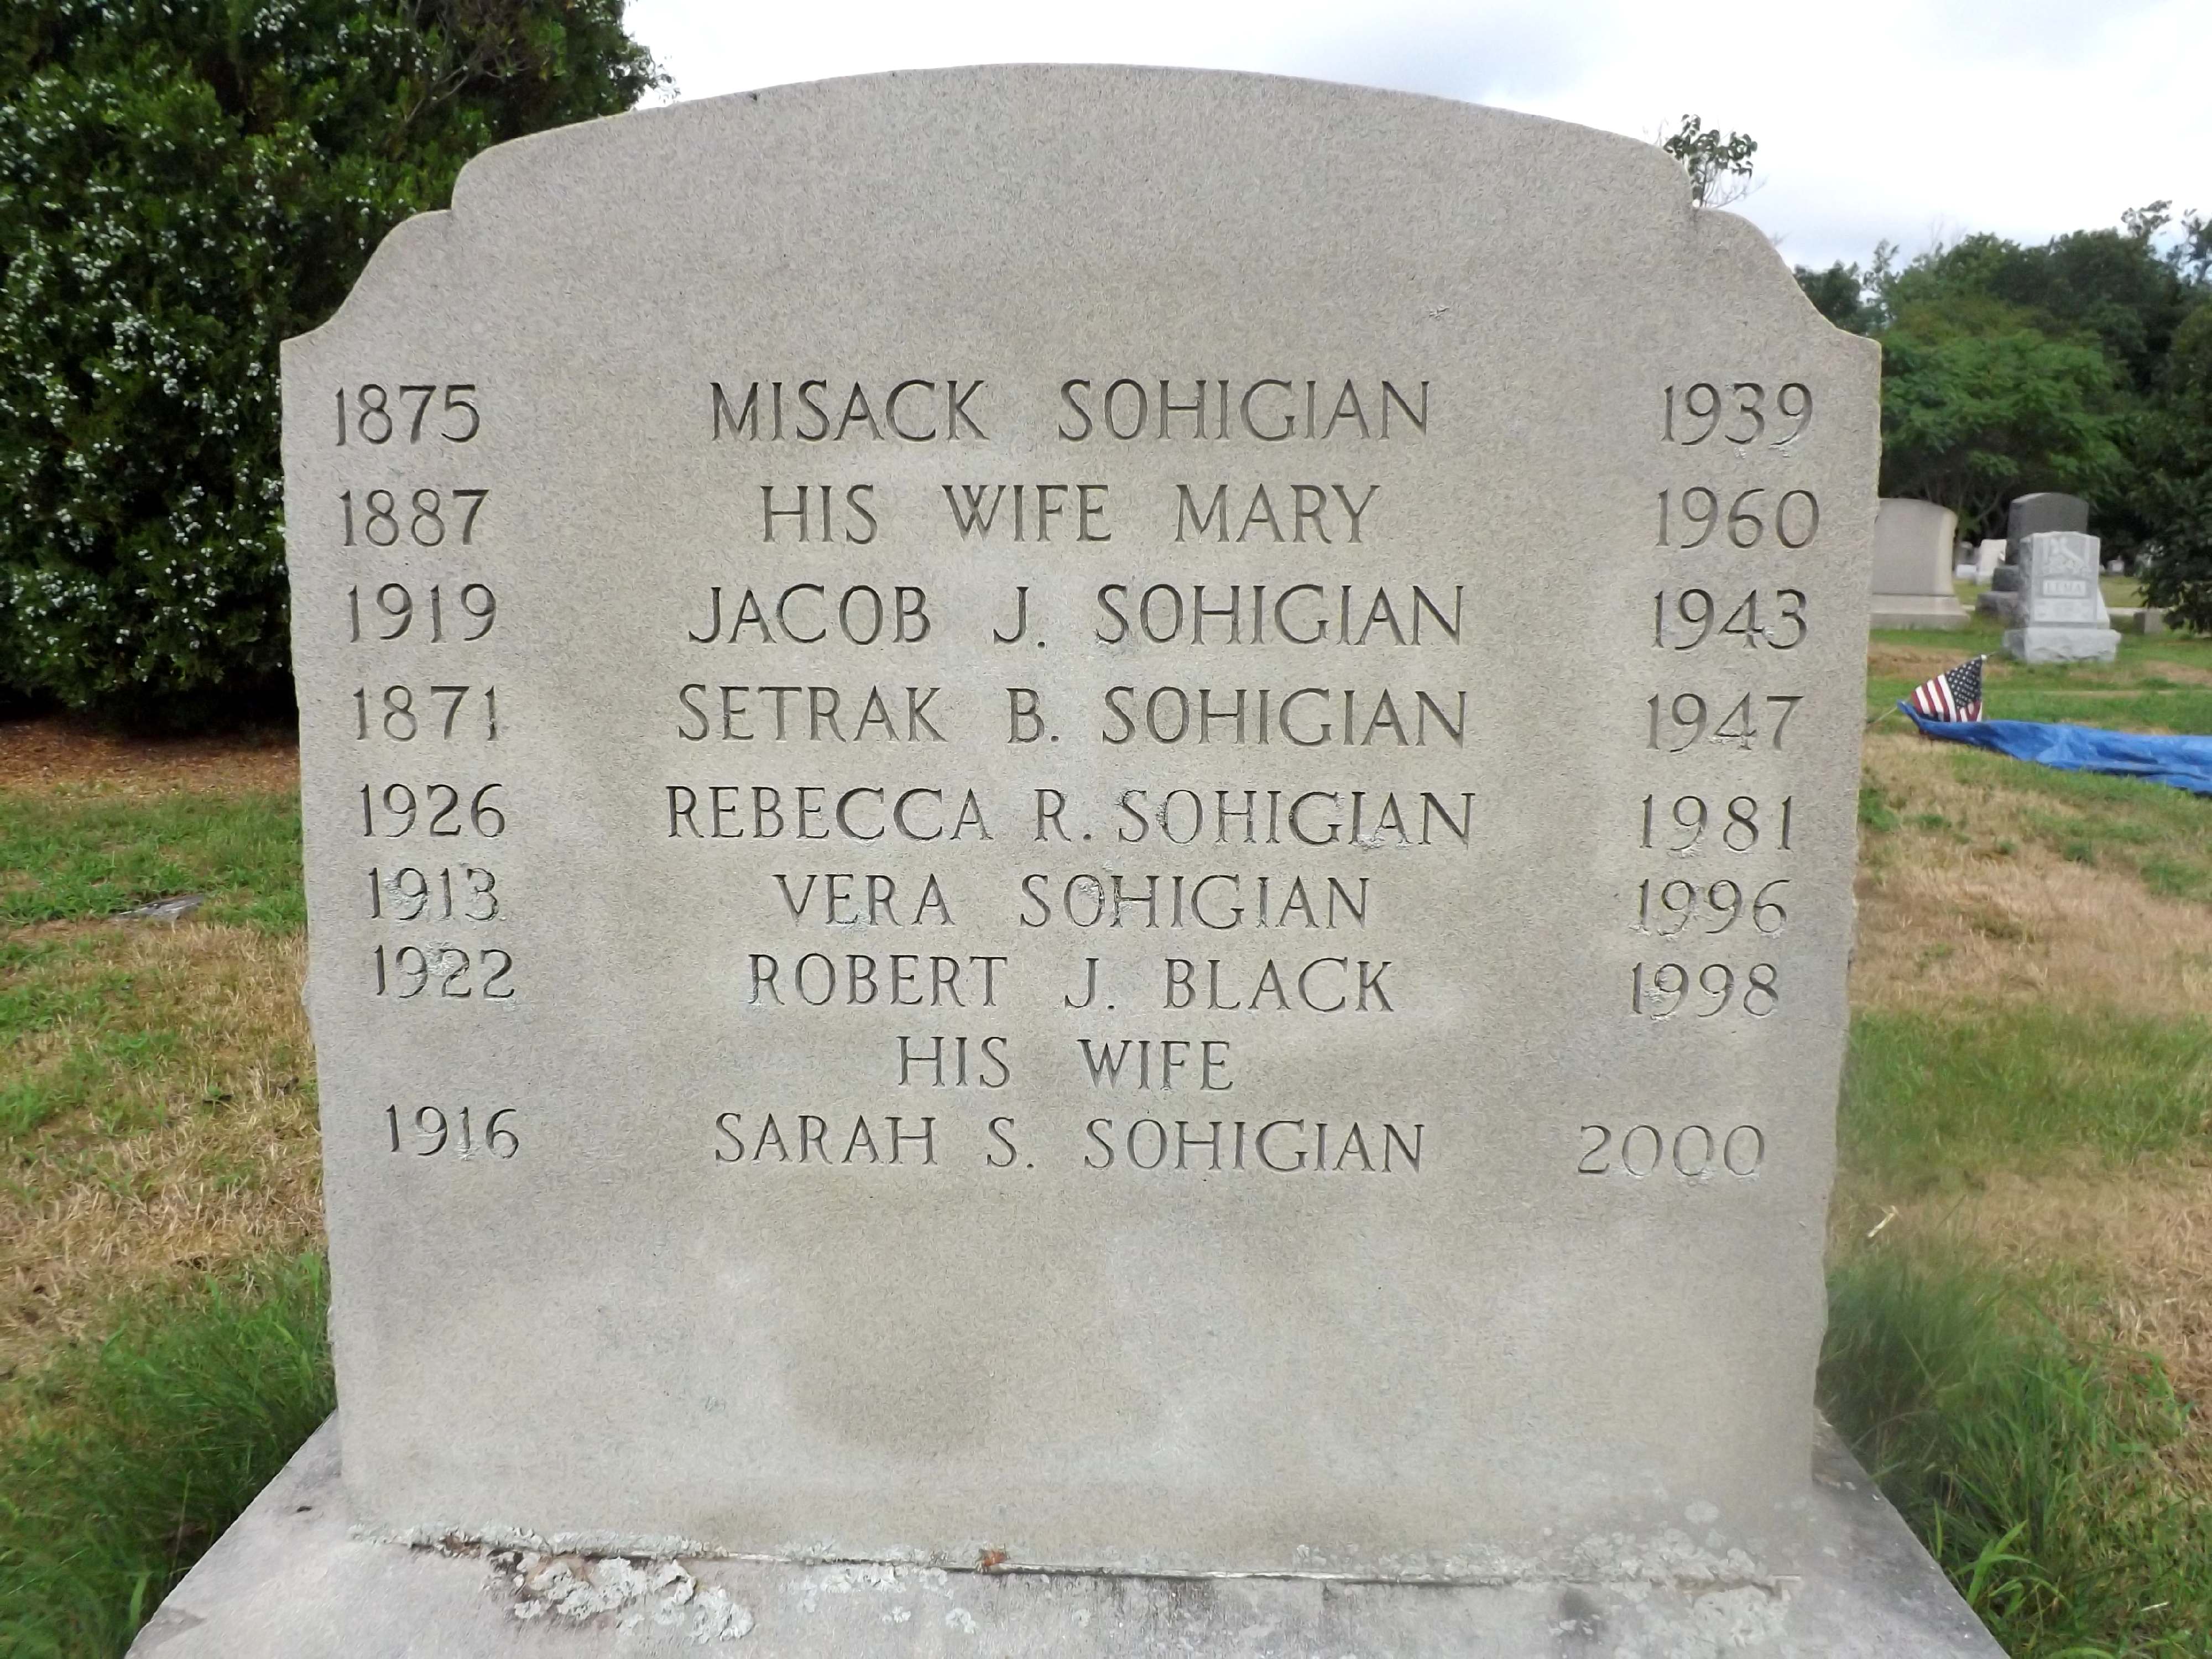 1875 MISACK SOHIGIAN 1939
1887 HIS WIFE MARY 1960
1919 JACOB J. SOHIGIAN 1943
1871 SETRAK B. SOHIGIAN 1947
1926 REBECCA R. SOHIGIAN 1981
1913 VERA SOHIGIAN 1996
1922 ROBERT J. BLACK 1998
HIS WIFE
1916 SARAH S. SOHIGIAN 2000